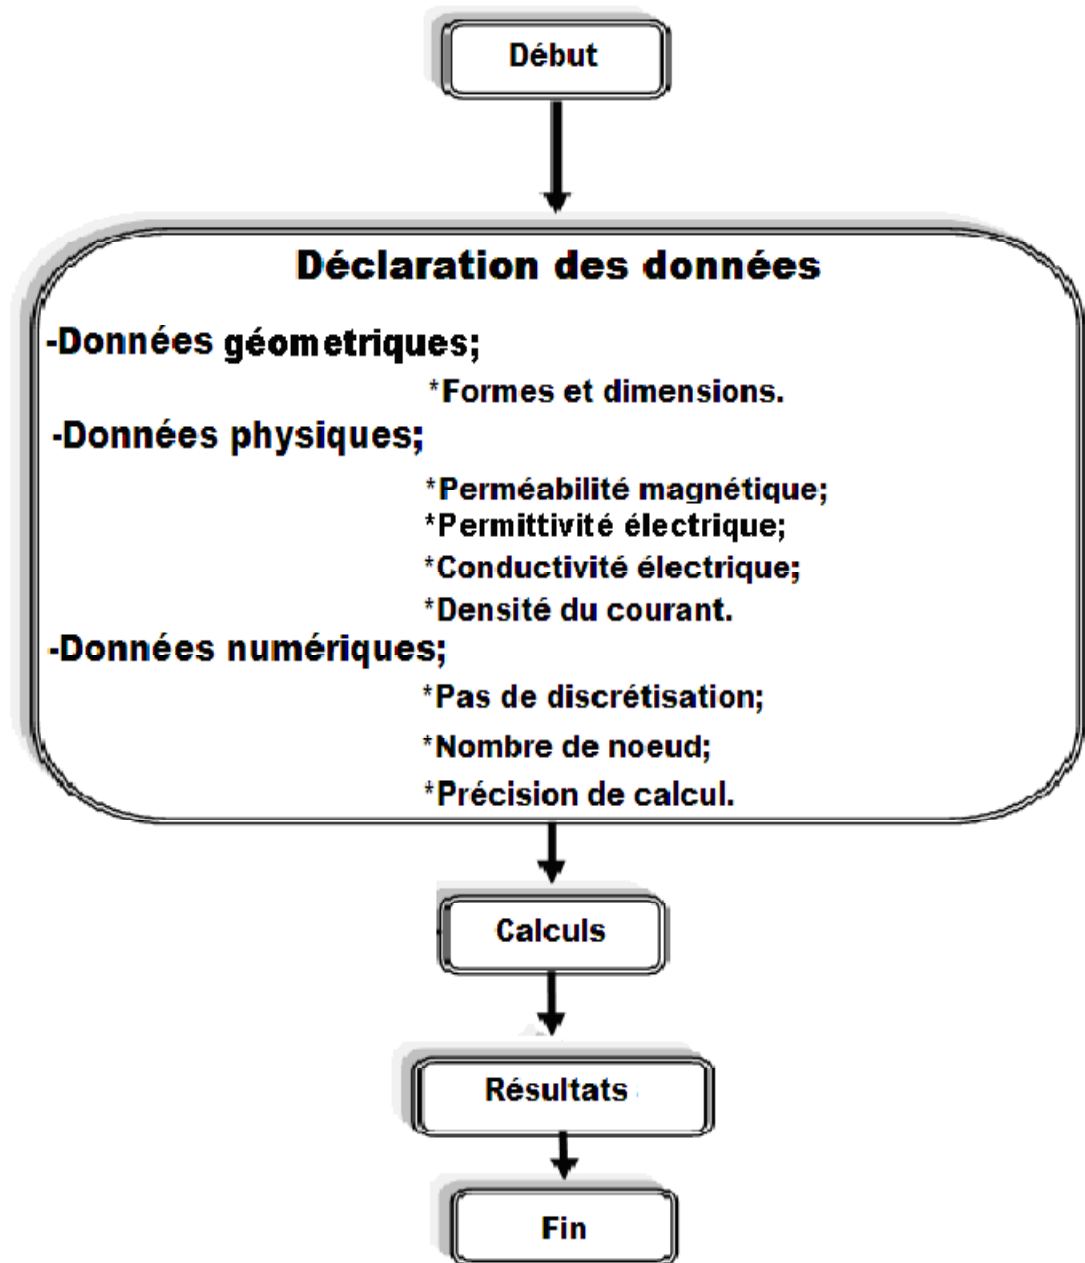 Début
Déclaration des données
-Données géometriques;
*Formes et dimensions.
-Données physiques;
*Perméabilité magnétique;
*Permittivité électrique;
*Conductivité électrique;
*Densité du courant.
-Données numériques;
*Pas de discrétisation;
*Nombre de noeud;
*Précision de calcul.
Calculs
Résultats
Fin